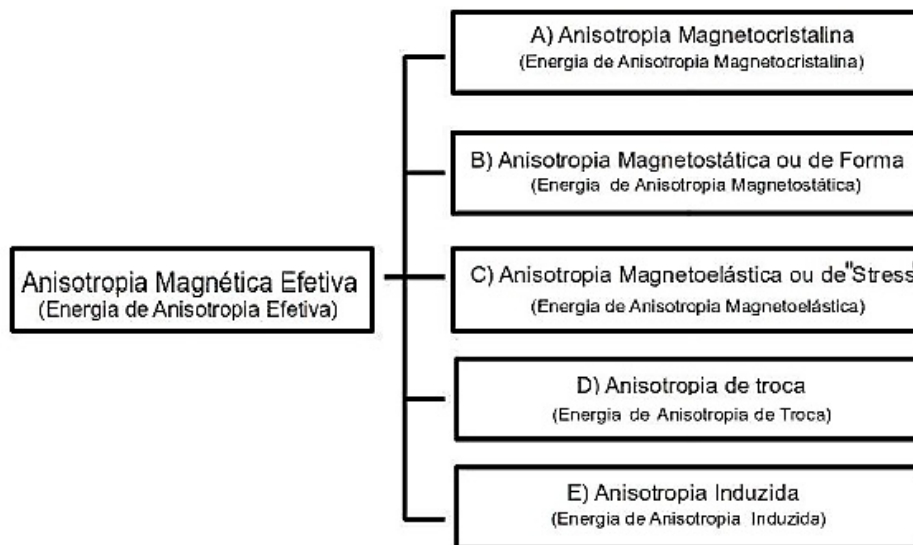 A) Anisotropia Magnetocristalina
(Energia de Anisotropia Magnetocristalina)
B) Anisotropia Magnetostática ou de Forma
(Energia de Anisotropia Magnetostática)
Anisotropia Magnética Efetiva
(Energia de Anisotropia Efetiva)
C) Anisotropia Magnetoelástica ou de"Stress"
(Energia de Anisotropia Magnetoelástica)
D) Anisotropia de troca
(Energia de Anisotropia de Troca)
E) Anisotropia Induzida
(Energia de Anisotropia Induzida)